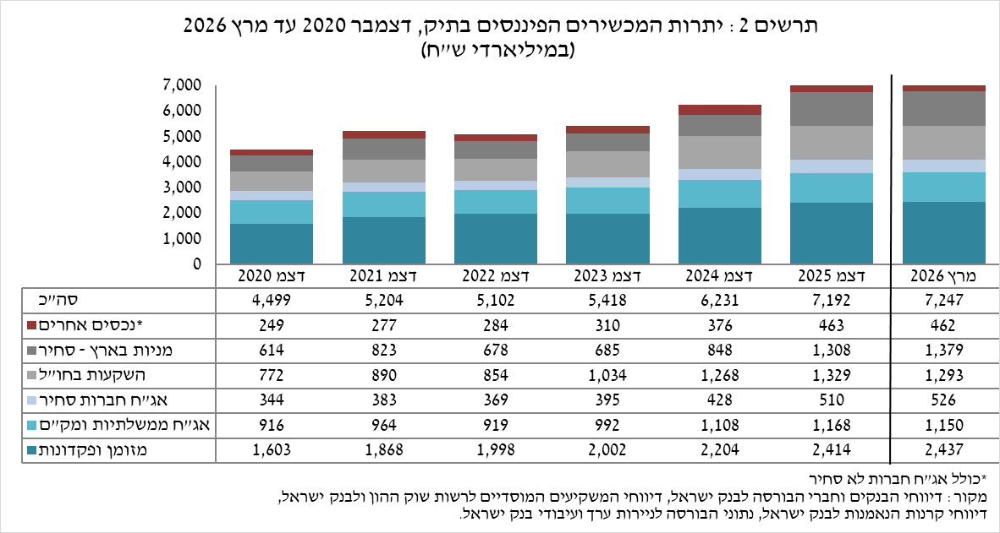 תרשים 2 : יתרות המכשירים הפיננסים בתיק, דצמבר 2020 עד מרץ 2026
(במיליארדי ש"ח)
7,000
6,000
5,000
4,000
3,000
2,000
1,000
0
דצמ 2020 דצמ 2021 דצמ 2022 דצמ 2023 דצמ 2024 דצמ 2025 מרץ 2026
סה"כ 4,499 5,204 5,102 5,418 6,231 7,192 7,247
*נכסים אחרים 249 277 284 310 376 463 462
מניות בארץ - סחיר 614 823 678 685 848 1,308 1,379
השקעות בחו"ל 772 890 854 1,034 1,268 1,329 1,293
אג"ח חברות סחיר 344 383 369 395 428 510 526
אג"ח ממשלתיות ומק"ם 916 964 919 992 1,108 1,168 1,150
מזומן ופקדונות 1,603 1,868 1,998 2,002 2,204 2,414 2,437
*כולל אג"ח חברות לא סחיר
מקור : דיווחי הבנקים וחברי הבורסה לבנק ישראל, דיווחי המשקיעים המוסדיים לרשות שוק ההון ולבנק ישראל,
דיווחי קרנות הנאמנות לבנק ישראל, נתוני הבורסה לניירות ערך ועיבודי בנק ישראל.